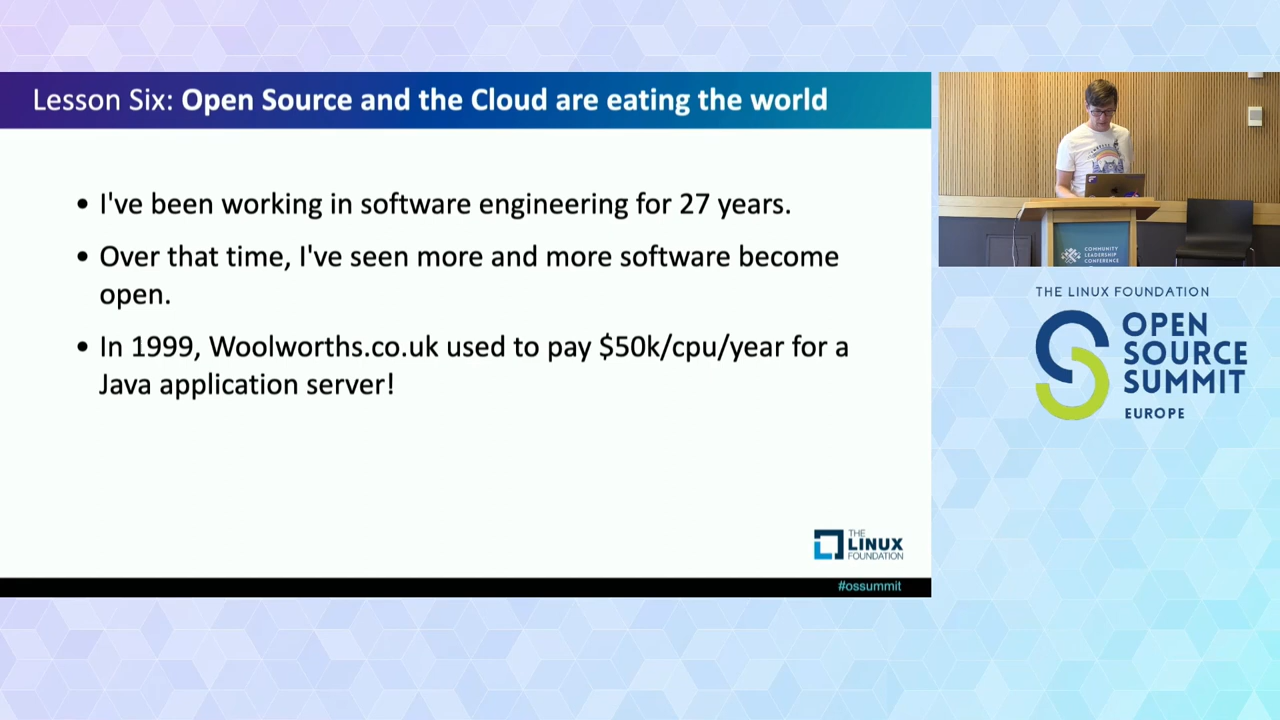 Lesson Six: Open Source and the Cloud are eating the world
• I've been working in software engineering for 27 years.
• Over that time, I've seen more and more software become
open.
• In 1999, Woolworths.co.uk used to pay $50k/cpu/year for a
Java application server!
THE
LINUX
FOUNDATION
#ossummit
COMMUNITY
LEADERSHIP
CONFERENCE
THE LINUX FOUNDATION
OPEN
SOURCE
SUMMIT
EUROPE